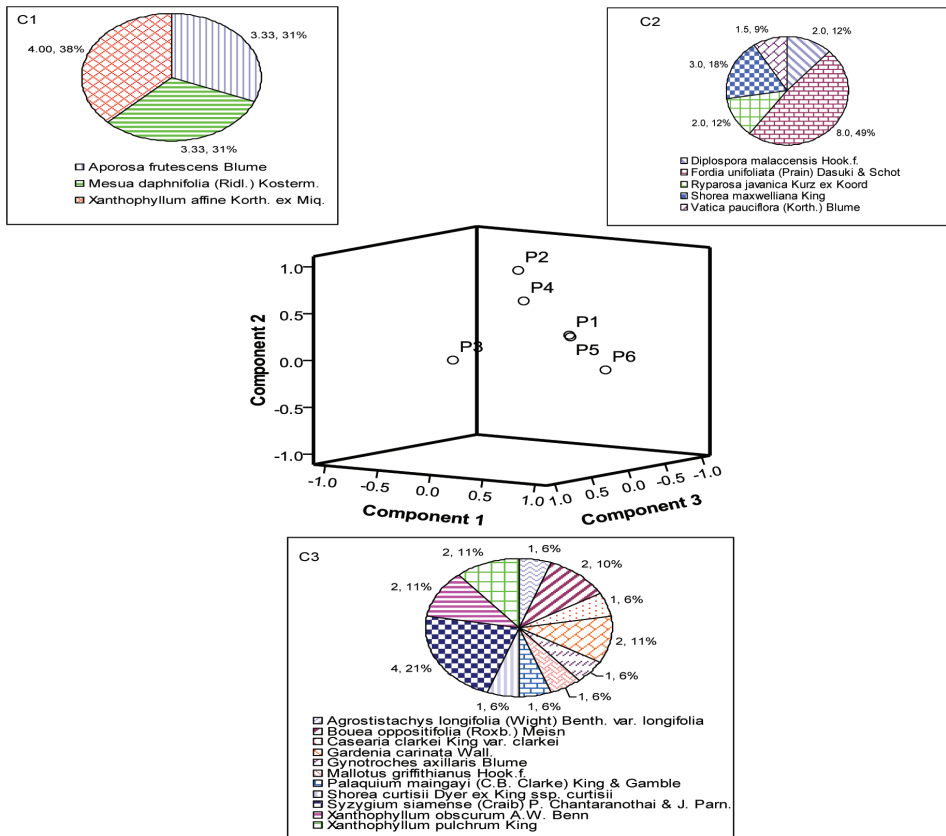 C1
4.00, 38%
3.33, 31%
3.33, 31%
Aporosa frutescens Blume
Mesua daphnifolia (Ridl.) Kosterm.
Xanthophyllum affine Korth. ex Miq.
C2
1.5, 9%
2.0, 12%
3.0, 18%
2.0, 12%
8.0, 49%
Diplospora malaccensis Hook.f.
Fordia unifoliata (Prain) Dasuki & Schot
Ryparosa javanica Kurz ex Koord
Shorea maxwelliana King
Vatica pauciflora (Korth.) Blume
Component 2
1.0
0.5
0.0
-0.5
-1.0
P2
P4
P1
P3
P5
P6
-1.0
-0.5
0.0
0.5
1.0
Component 1
1.0
0.5
0.0
-0.5
-1.0
Component 3
C3
2, 11%
1, 6%
2, 10%
2, 11%
1, 6%
2, 11%
4, 21%
1, 6%
1, 6%
1, 6%
1, 6%
Agrostistachys longifolia (Wight) Benth. var. longifolia
Bouea oppositifolia (Roxb.) Meisn
Casearia clarkei King var. clarkei
Gardenia carinata Wall.
Gynotroches axillaris Blume
Mallotus griffithianus Hook.f.
Palaquium maingayi (C.B. Clarke) King & Gamble
Shorea curtisii Dyer ex King ssp. curtisii
Syzygium siamense (Craib) P. Chantaranothai & J. Parn.
Xanthophyllum obscurum A.W. Benn
Xanthophyllum pulchrum King